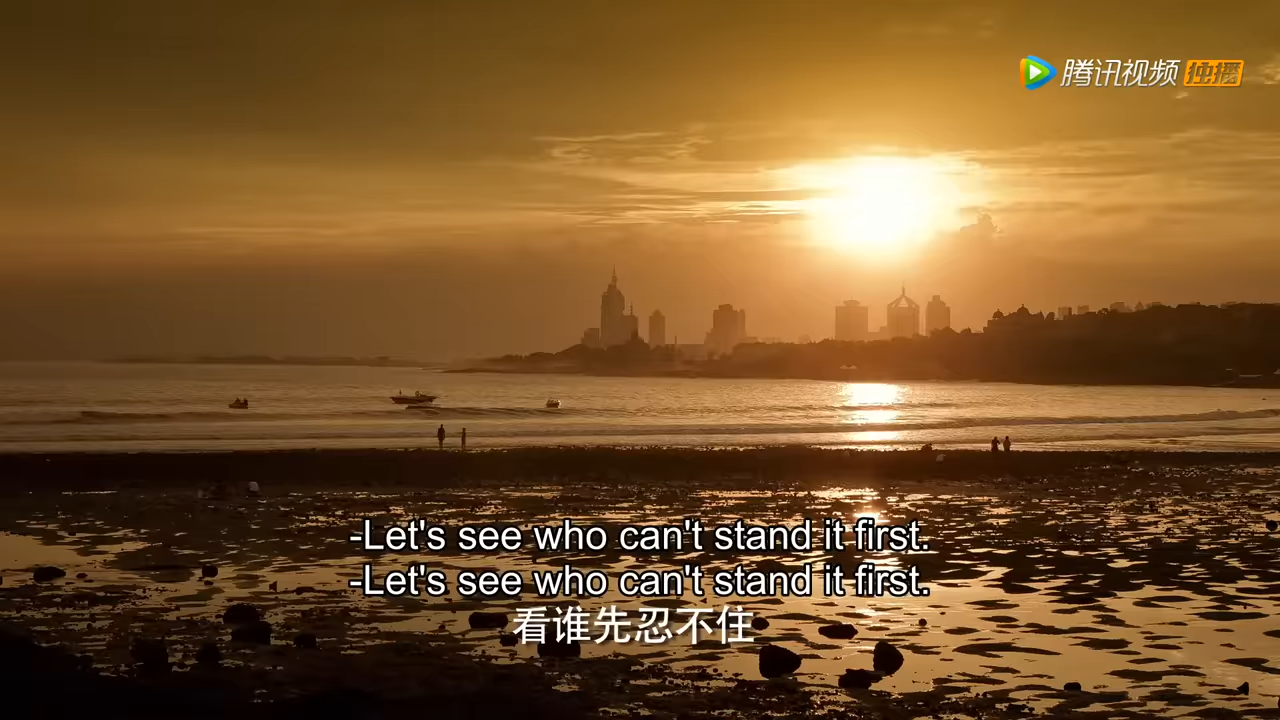 腾讯视频 独播
-Let's see who can't stand it first.
-Let's see who can't stand it first.
看谁先忍不住